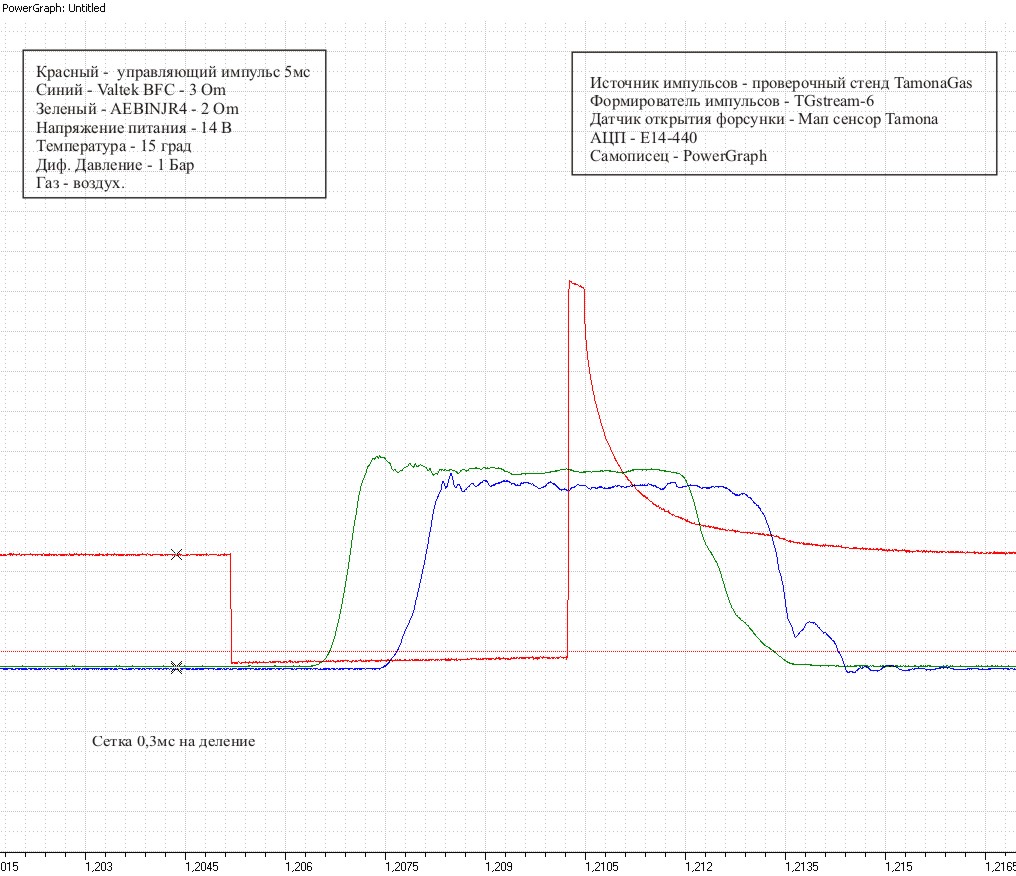 PowerGraph: Untitled
Красный - управляющий импульс 5мс
Синий - Valtek BFC - 3 Om
Зеленый - AEBINJR4 - 2 Om
Напряжение питания - 14 В
Температура - 15 град
Диф. Давление - 1 Бар
Газ - воздух.
Источник импульсов - проверочный стенд TamonaGas
Формирователь импульсов - TGstream-6
Датчик открытия форсунки - Мап сенсор Tamona
АЦП - E14-440
Самописец - PowerGraph
Сетка 0,3мс на деление
015 1,203 1,2045 1,206 1,2075 1,209 1,2105 1,212 1,2135 1,215 1,2165